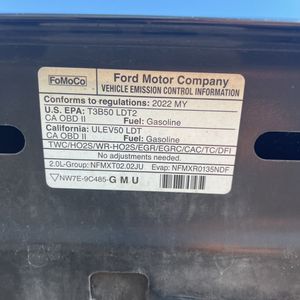 FoMoCo
Ford Motor Company
VEHICLE EMISSION CONTROL INFORMATION
Conforms to regulations: 2022 MY
U.S. EPA: T3B50 LDT2
CA OBD II Fuel: Gasoline
California: ULEV50 LDT
CA OBD II Fuel: Gasoline
TWC/HO2S/WR-HO2S/EGR/EGRC/CAC/TC/DFI
No adjustments needed.
2.0L-Group: NFMXT02.02JU Evap: NFMXR0135NDF
NW7E-9C485-GMU